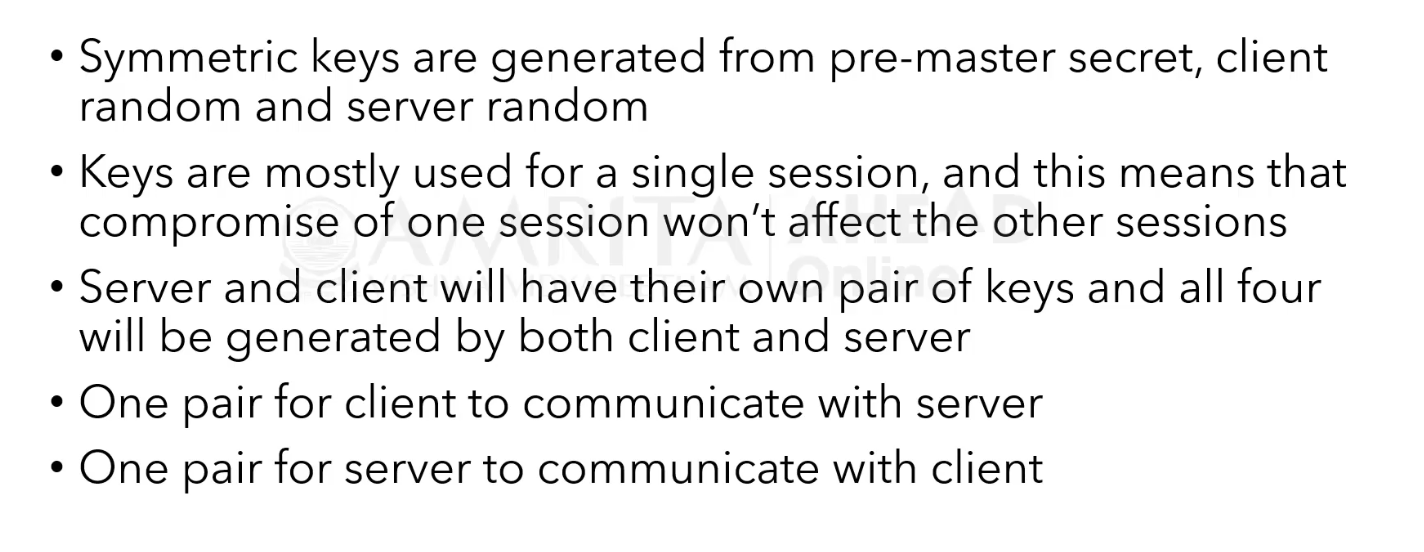 • Symmetric keys are generated from pre-master secret, client
random and server random
• Keys are mostly used for a single session, and this means that
compromise of one session won’t affect the other sessions
• Server and client will have their own pair of keys and all four
will be generated by both client and server
• One pair for client to communicate with server
• One pair for server to communicate with client
AMRITA AHEAD
VISHWA VIDYAPEETHAM Online